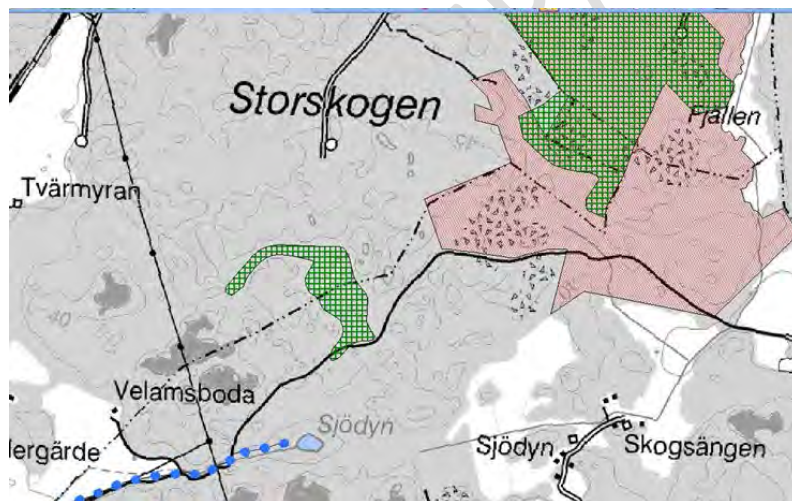 Storskogen
Fjällen
Tvärmyran
40
Velamsboda
Sjödyn
lergärde
Sjödyn
Skogsängen